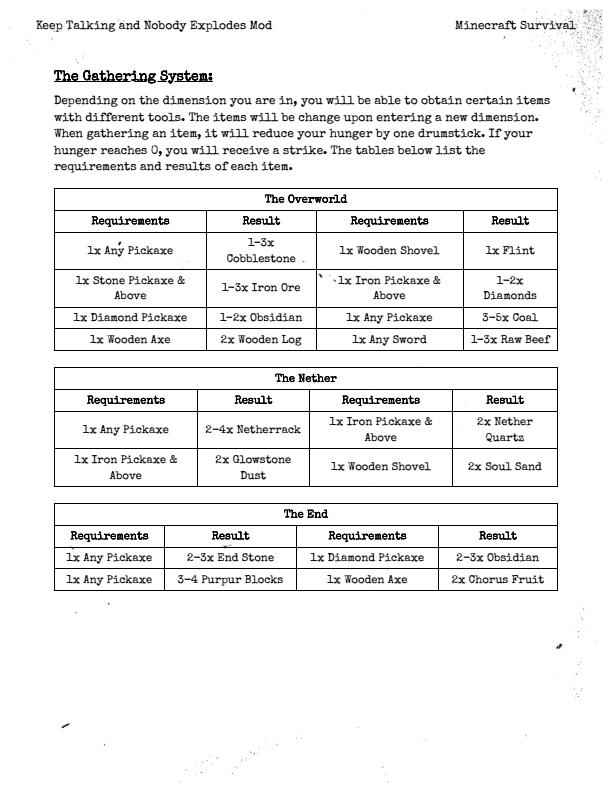 Keep Talking and Nobody Explodes Mod Minecraft Survival
The Gathering System:
Depending on the dimension you are in, you will be able to obtain certain items
with different tools. The items will be change upon entering a new dimension.
When gathering an item, it will reduce your hunger by one drumstick. If your
hunger reaches 0, you will receive a strike. The tables below list the
requirements and results of each item.
The Overworld
Requirements Result Requirements Result
1x Any Pickaxe 1-3x Cobblestone 1x Wooden Shovel 1x Flint
1x Stone Pickaxe & Above 1-3x Iron Ore 1x Iron Pickaxe & Above 1-2x Diamonds
1x Diamond Pickaxe 1-2x Obsidian 1x Any Pickaxe 3-5x Coal
1x Wooden Axe 2x Wooden Log 1x Any Sword 1-3x Raw Beef
The Nether
Requirements Result Requirements Result
1x Any Pickaxe 2-4x Netherrack 1x Iron Pickaxe & Above 2x Nether Quartz
1x Iron Pickaxe & Above 2x Glowstone Dust 1x Wooden Shovel 2x Soul Sand
The End
Requirements Result Requirements Result
1x Any Pickaxe 2-3x End Stone 1x Diamond Pickaxe 2-3x Obsidian
1x Any Pickaxe 3-4 Purpur Blocks 1x Wooden Axe 2x Chorus Fruit